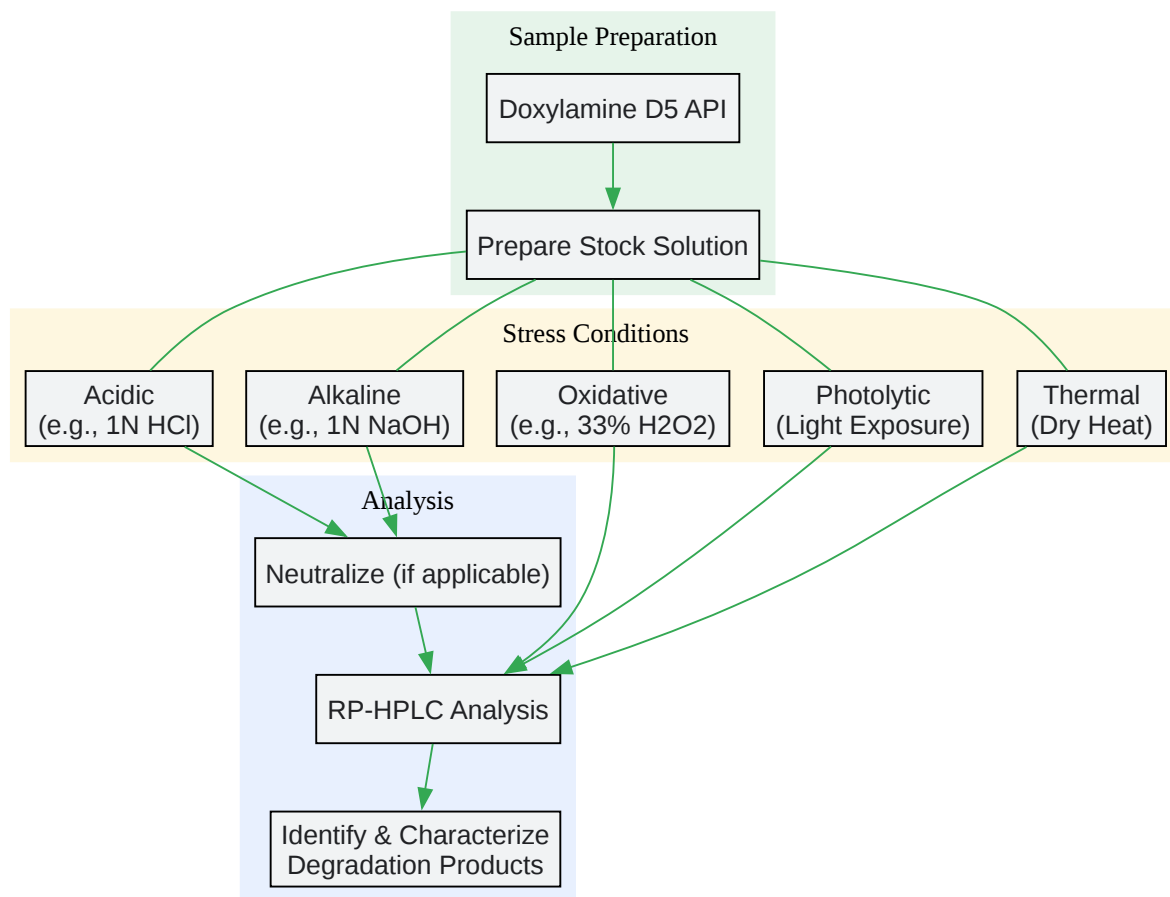 Sample Preparation
Doxylamine D5 API
Prepare Stock Solution
Stress Conditions
Acidic
(e.g., 1N HCl)
Alkaline
(e.g., 1N NaOH)
Oxidative
(e.g., 33% H2O2)
Photolytic
(Light Exposure)
Thermal
(Dry Heat)
Analysis
Neutralize (if applicable)
RP-HPLC Analysis
Identify & Characterize
Degradation Products